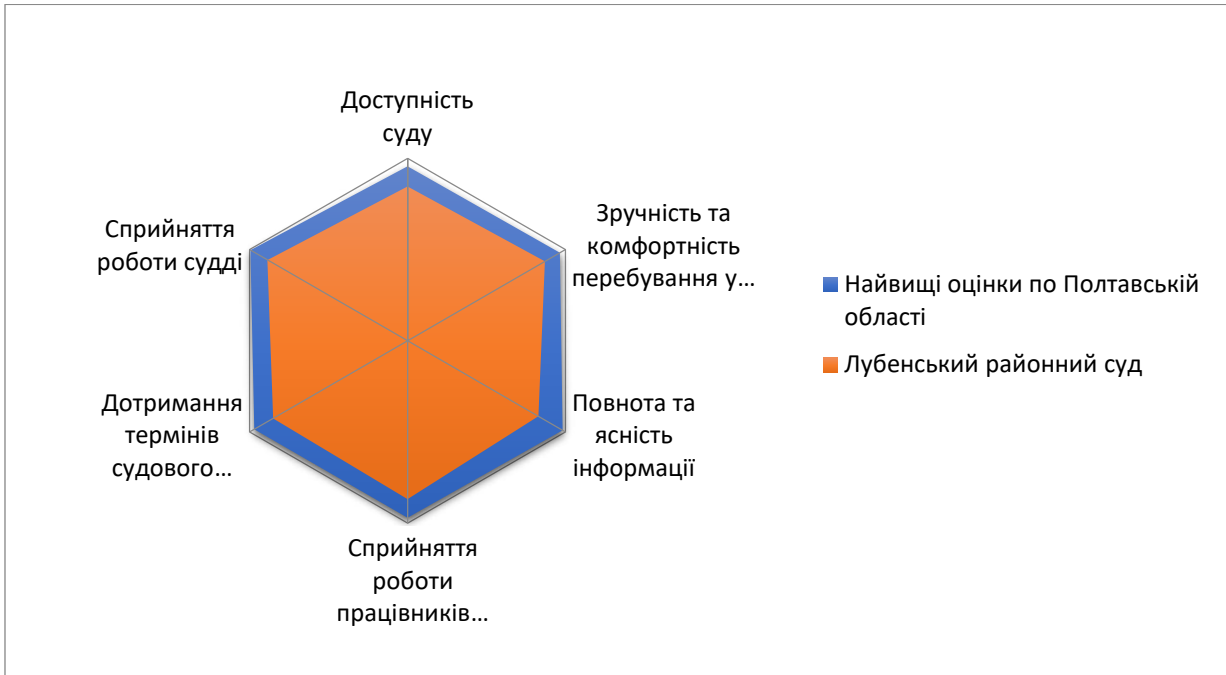 Доступність
суду
Зручність та
комфортність
перебування у...
Повнота та
ясність
інформації
Сприйняття
роботи
працівників...
Дотримання
термінів
судового...
Сприйняття
роботи судді
Найвищі оцінки по Полтавській
області
Лубенський районний суд